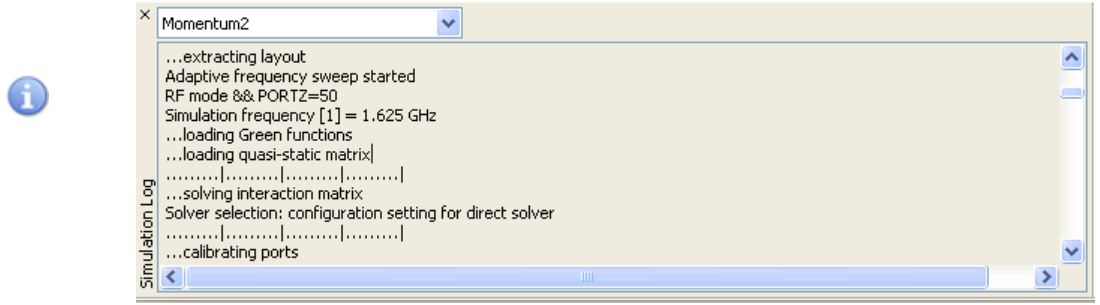 ×
Momentum2
...extracting layout
Adaptive frequency sweep started
RF mode && PORTZ=50
Simulation frequency [1] = 1.625 GHz
...loading Green functions
...loading quasi-static matrix
.........|.........|.........|.........|
...solving interaction matrix
Solver selection: configuration setting for direct solver
.........|.........|.........|.........|
...calibrating ports
Simulation Log